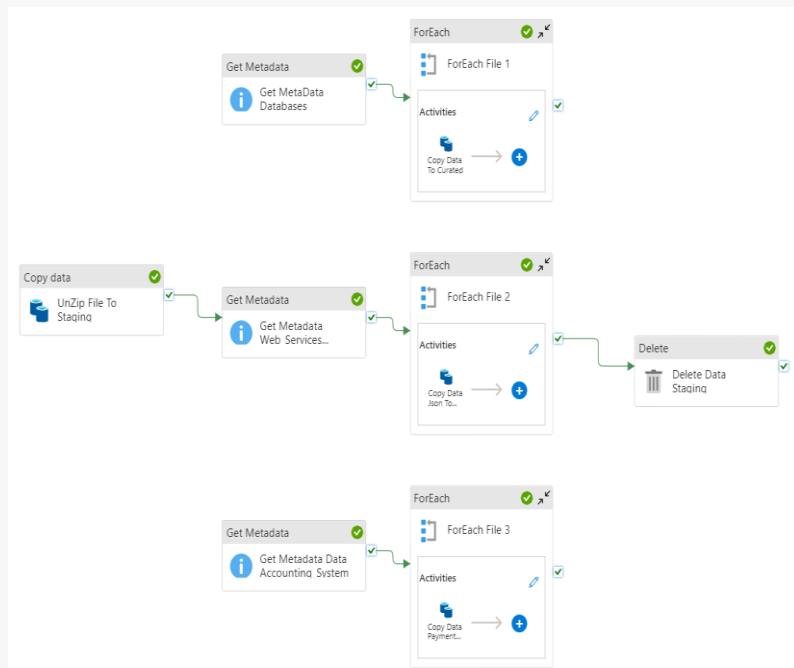 ForEach
ForEach File 1
Activities
Copy Data
To Curated
Get Metadata
Get MetaData
Databases
Copy data
UnZip File To
Staging
Get Metadata
Get Metadata
Web Services...
ForEach
ForEach File 2
Activities
Copy Data
Json To...
Delete
Delete Data
Staging
Get Metadata
Get Metadata Data
Accounting System
ForEach
ForEach File 3
Activities
Copy Data
Payment...